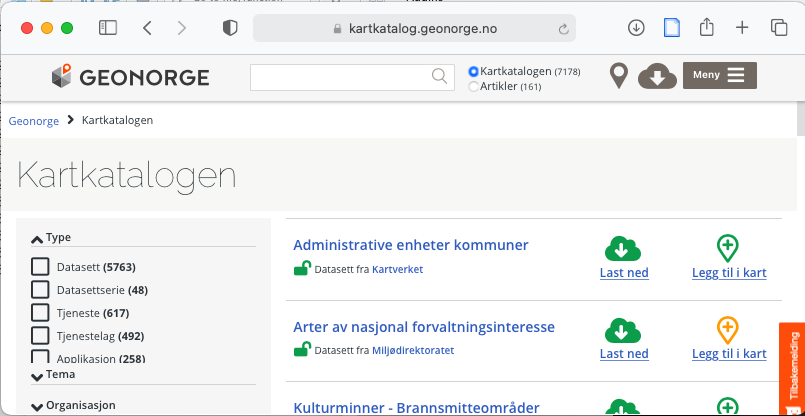 kartkatalog.geonorge.no
GEONORGE
Kartkatalogen (7178)
Artikler (161)
Meny
Geonorge
Kartkatalogen
Kartkatalogen
Type
Datasett (5763)
Datasettserie (48)
Tjeneste (617)
Tjenestelag (492)
Applikasjon (258)
Tema
Organisasjon
Administrative enheter kommuner
Datasett fra Kartverket
Last ned
Legg til i kart
Arter av nasjonal forvaltningsinteresse
Datasett fra Miljødirektoratet
Last ned
Legg til i kart
Kulturminner - Brannsmitteområder
Tilbakemelding